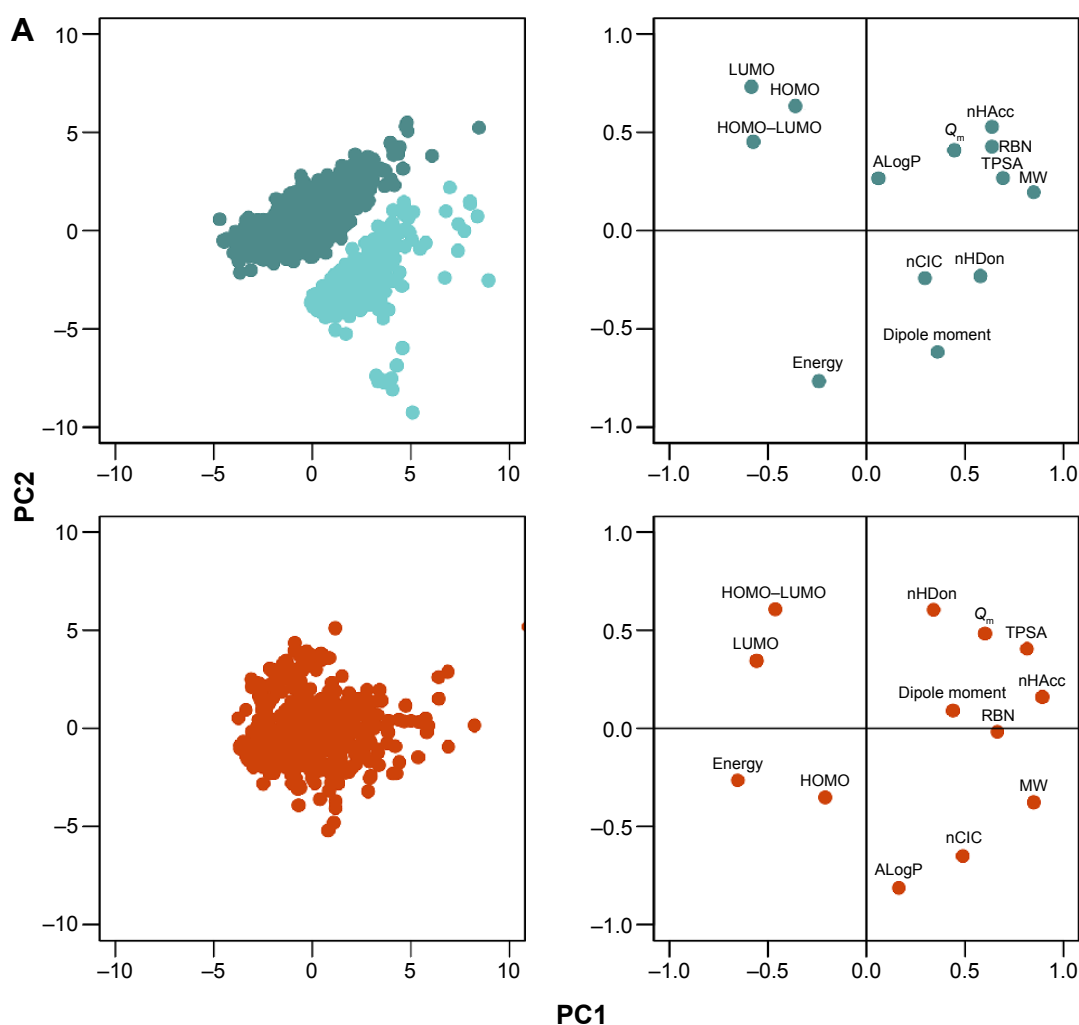 A
10
5
0
–5
–10
–10
–5
0
5
10
1.0
0.5
0.0
–0.5
–1.0
–1.0
–0.5
0.0
0.5
1.0
LUMO
HOMO
HOMO–LUMO
nHAcc
Qm
RBN
ALogP
TPSA
MW
nCIC
nHDon
Dipole moment
Energy
PC2
10
5
0
–5
–10
–10
–5
0
5
10
1.0
0.5
0.0
–0.5
–1.0
–1.0
–0.5
0.0
0.5
1.0
HOMO–LUMO
nHDon
Qm
LUMO
TPSA
nHAcc
Dipole moment
RBN
Energy
HOMO
MW
nCIC
ALogP
PC1